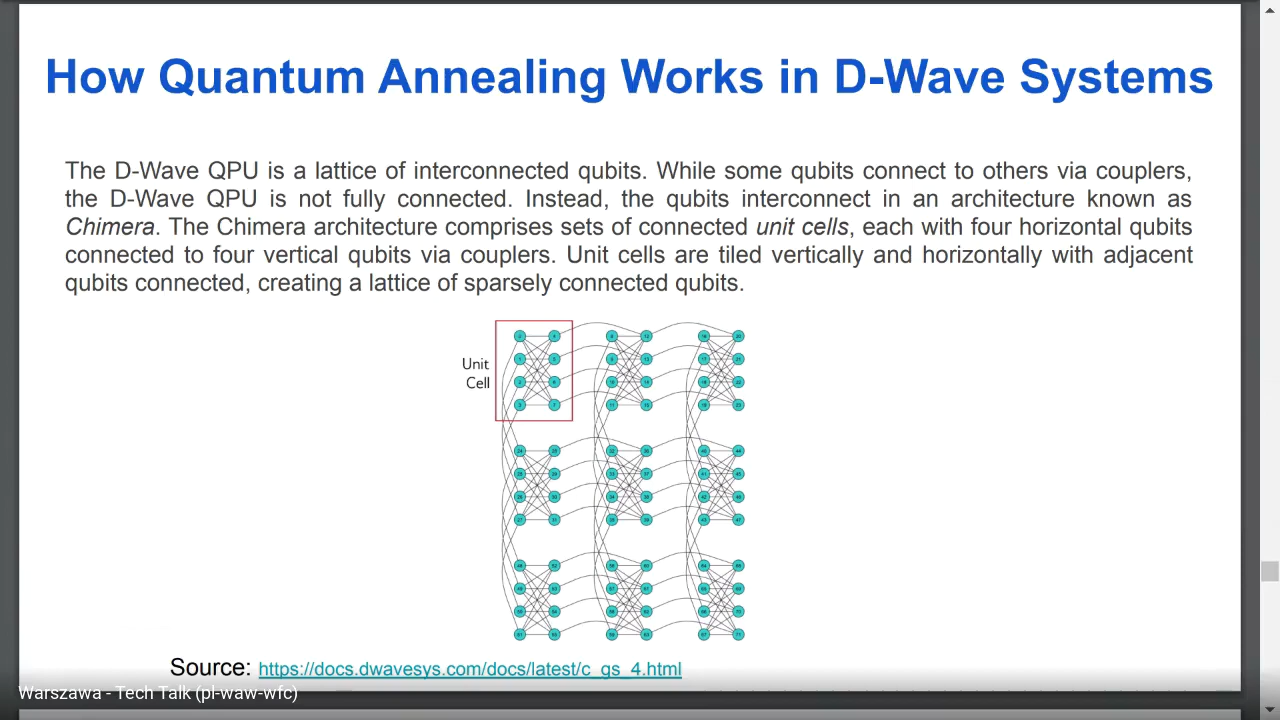 How Quantum Annealing Works in D-Wave Systems
The D-Wave QPU is a lattice of interconnected qubits. While some qubits connect to others via couplers,
the D-Wave QPU is not fully connected. Instead, the qubits interconnect in an architecture known as
Chimera. The Chimera architecture comprises sets of connected unit cells, each with four horizontal qubits
connected to four vertical qubits via couplers. Unit cells are tiled vertically and horizontally with adjacent
qubits connected, creating a lattice of sparsely connected qubits.
Unit
Cell
Source: https://docs.dwavesys.com/docs/latest/c_gs_4.html
Warszawa - Tech Talk (pl-waw-wfc)